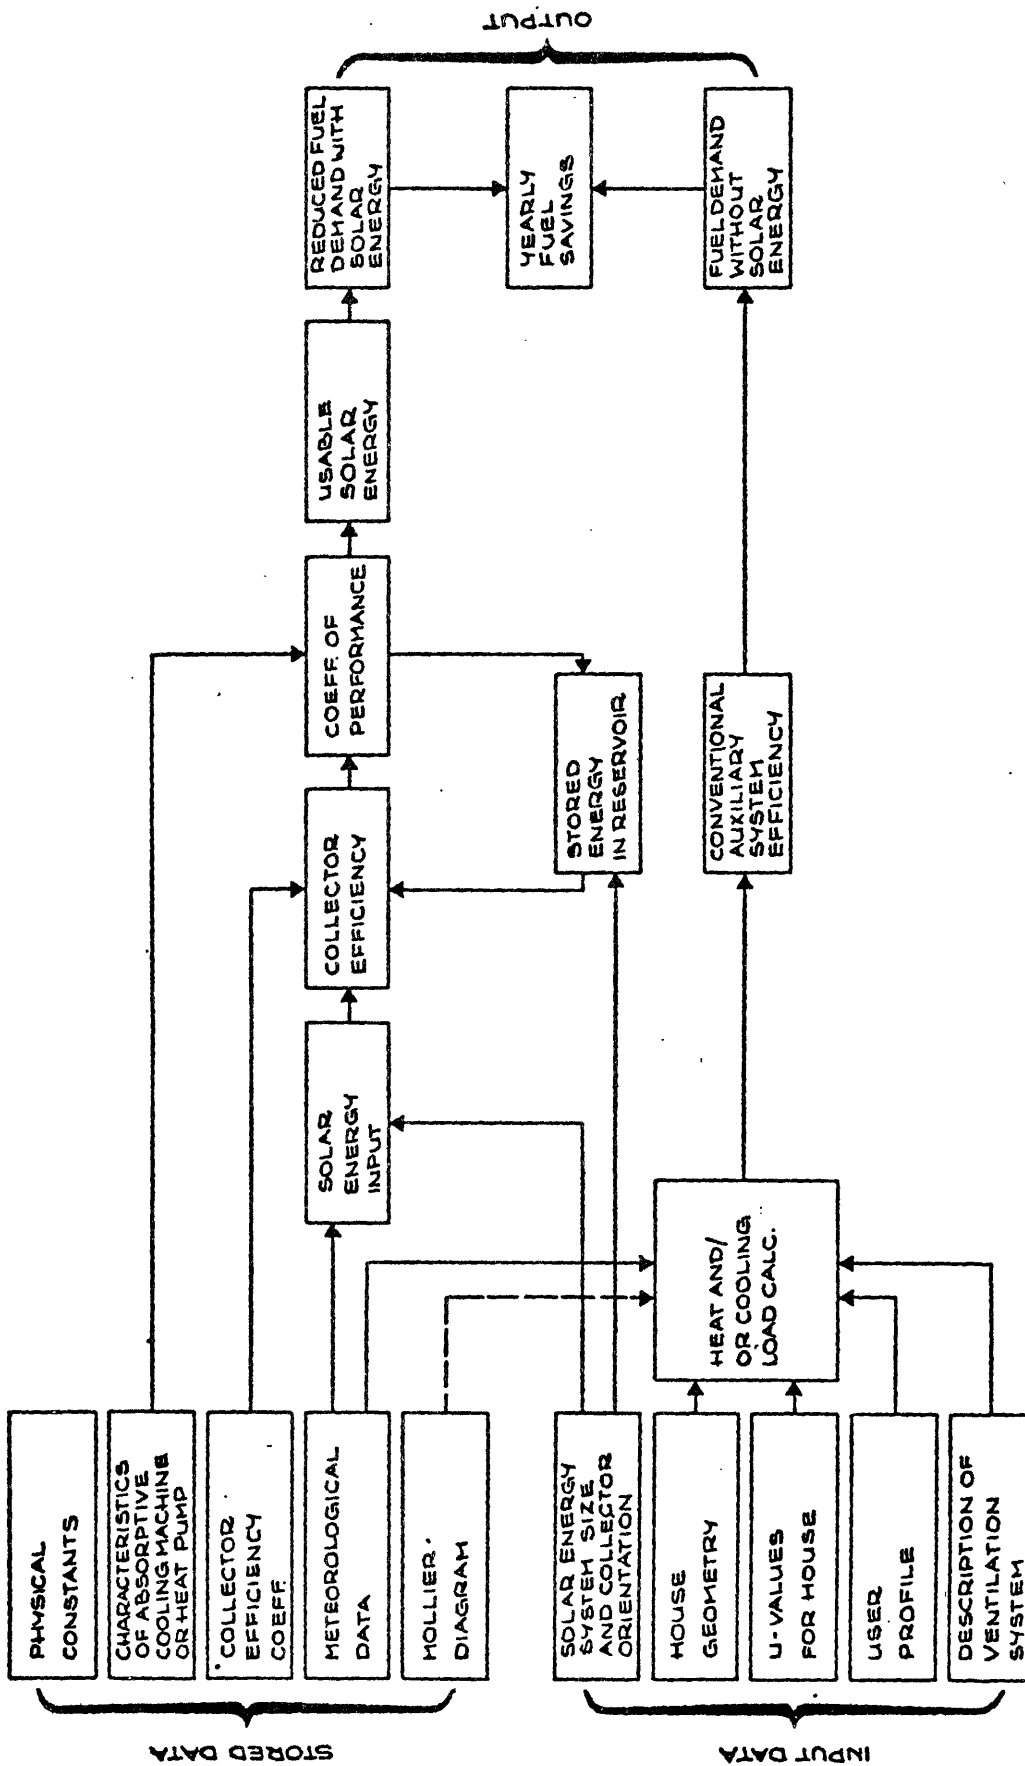 STORED DATA
PHYSICAL
CONSTANTS
CHARACTERISTICS
OF ABSORPTIVE
COOLING MACHINE
OR HEAT PUMP
COLLECTOR
EFFICIENCY
COEFF.
METEOROLOGICAL
DATA
MOLLIER
DIAGRAM
INPUT DATA
SOLAR ENERGY
SYSTEM SIZE
AND COLLECTOR
ORIENTATION
HOUSE
GEOMETRY
U-VALUES
FOR HOUSE
USER
PROFILE
DESCRIPTION OF
VENTILATION
SYSTEM
SOLAR
ENERGY
INPUT
COLLECTOR
EFFICIENCY
COEFF. OF
PERFORMANCE
USABLE
SOLAR
ENERGY
REDUCED FUEL
DEMAND WITH
SOLAR
ENERGY
STORED
ENERGY
IN RESERVOIR
YEARLY
FUEL
SAVINGS
HEAT AND/
OR COOLING
LOAD CALC.
CONVENTIONAL
AUXILIARY
SYSTEM
EFFICIENCY
FUEL DEMAND
WITHOUT
SOLAR
ENERGY
OUTPUT